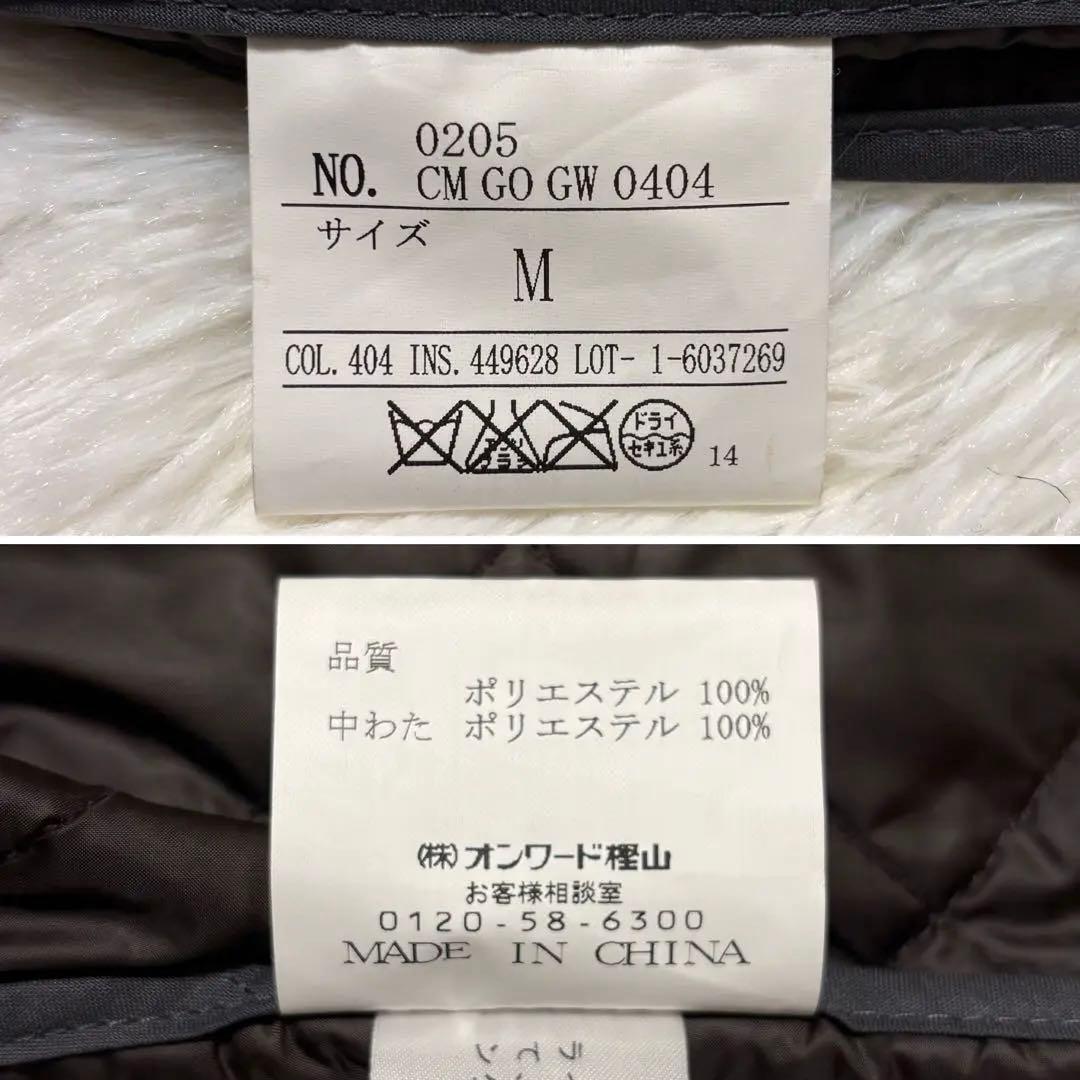 0205
NO. CM GO GW 0404
サイズ
M
COL. 404 INS. 449628 LOT- 1-6037269
ドライ
セキユ系
14
品質
ポリエステル 100%
中わた ポリエステル 100%
(株)オンワード樫山
お客様相談室
0120-58-6300
MADE IN CHINA